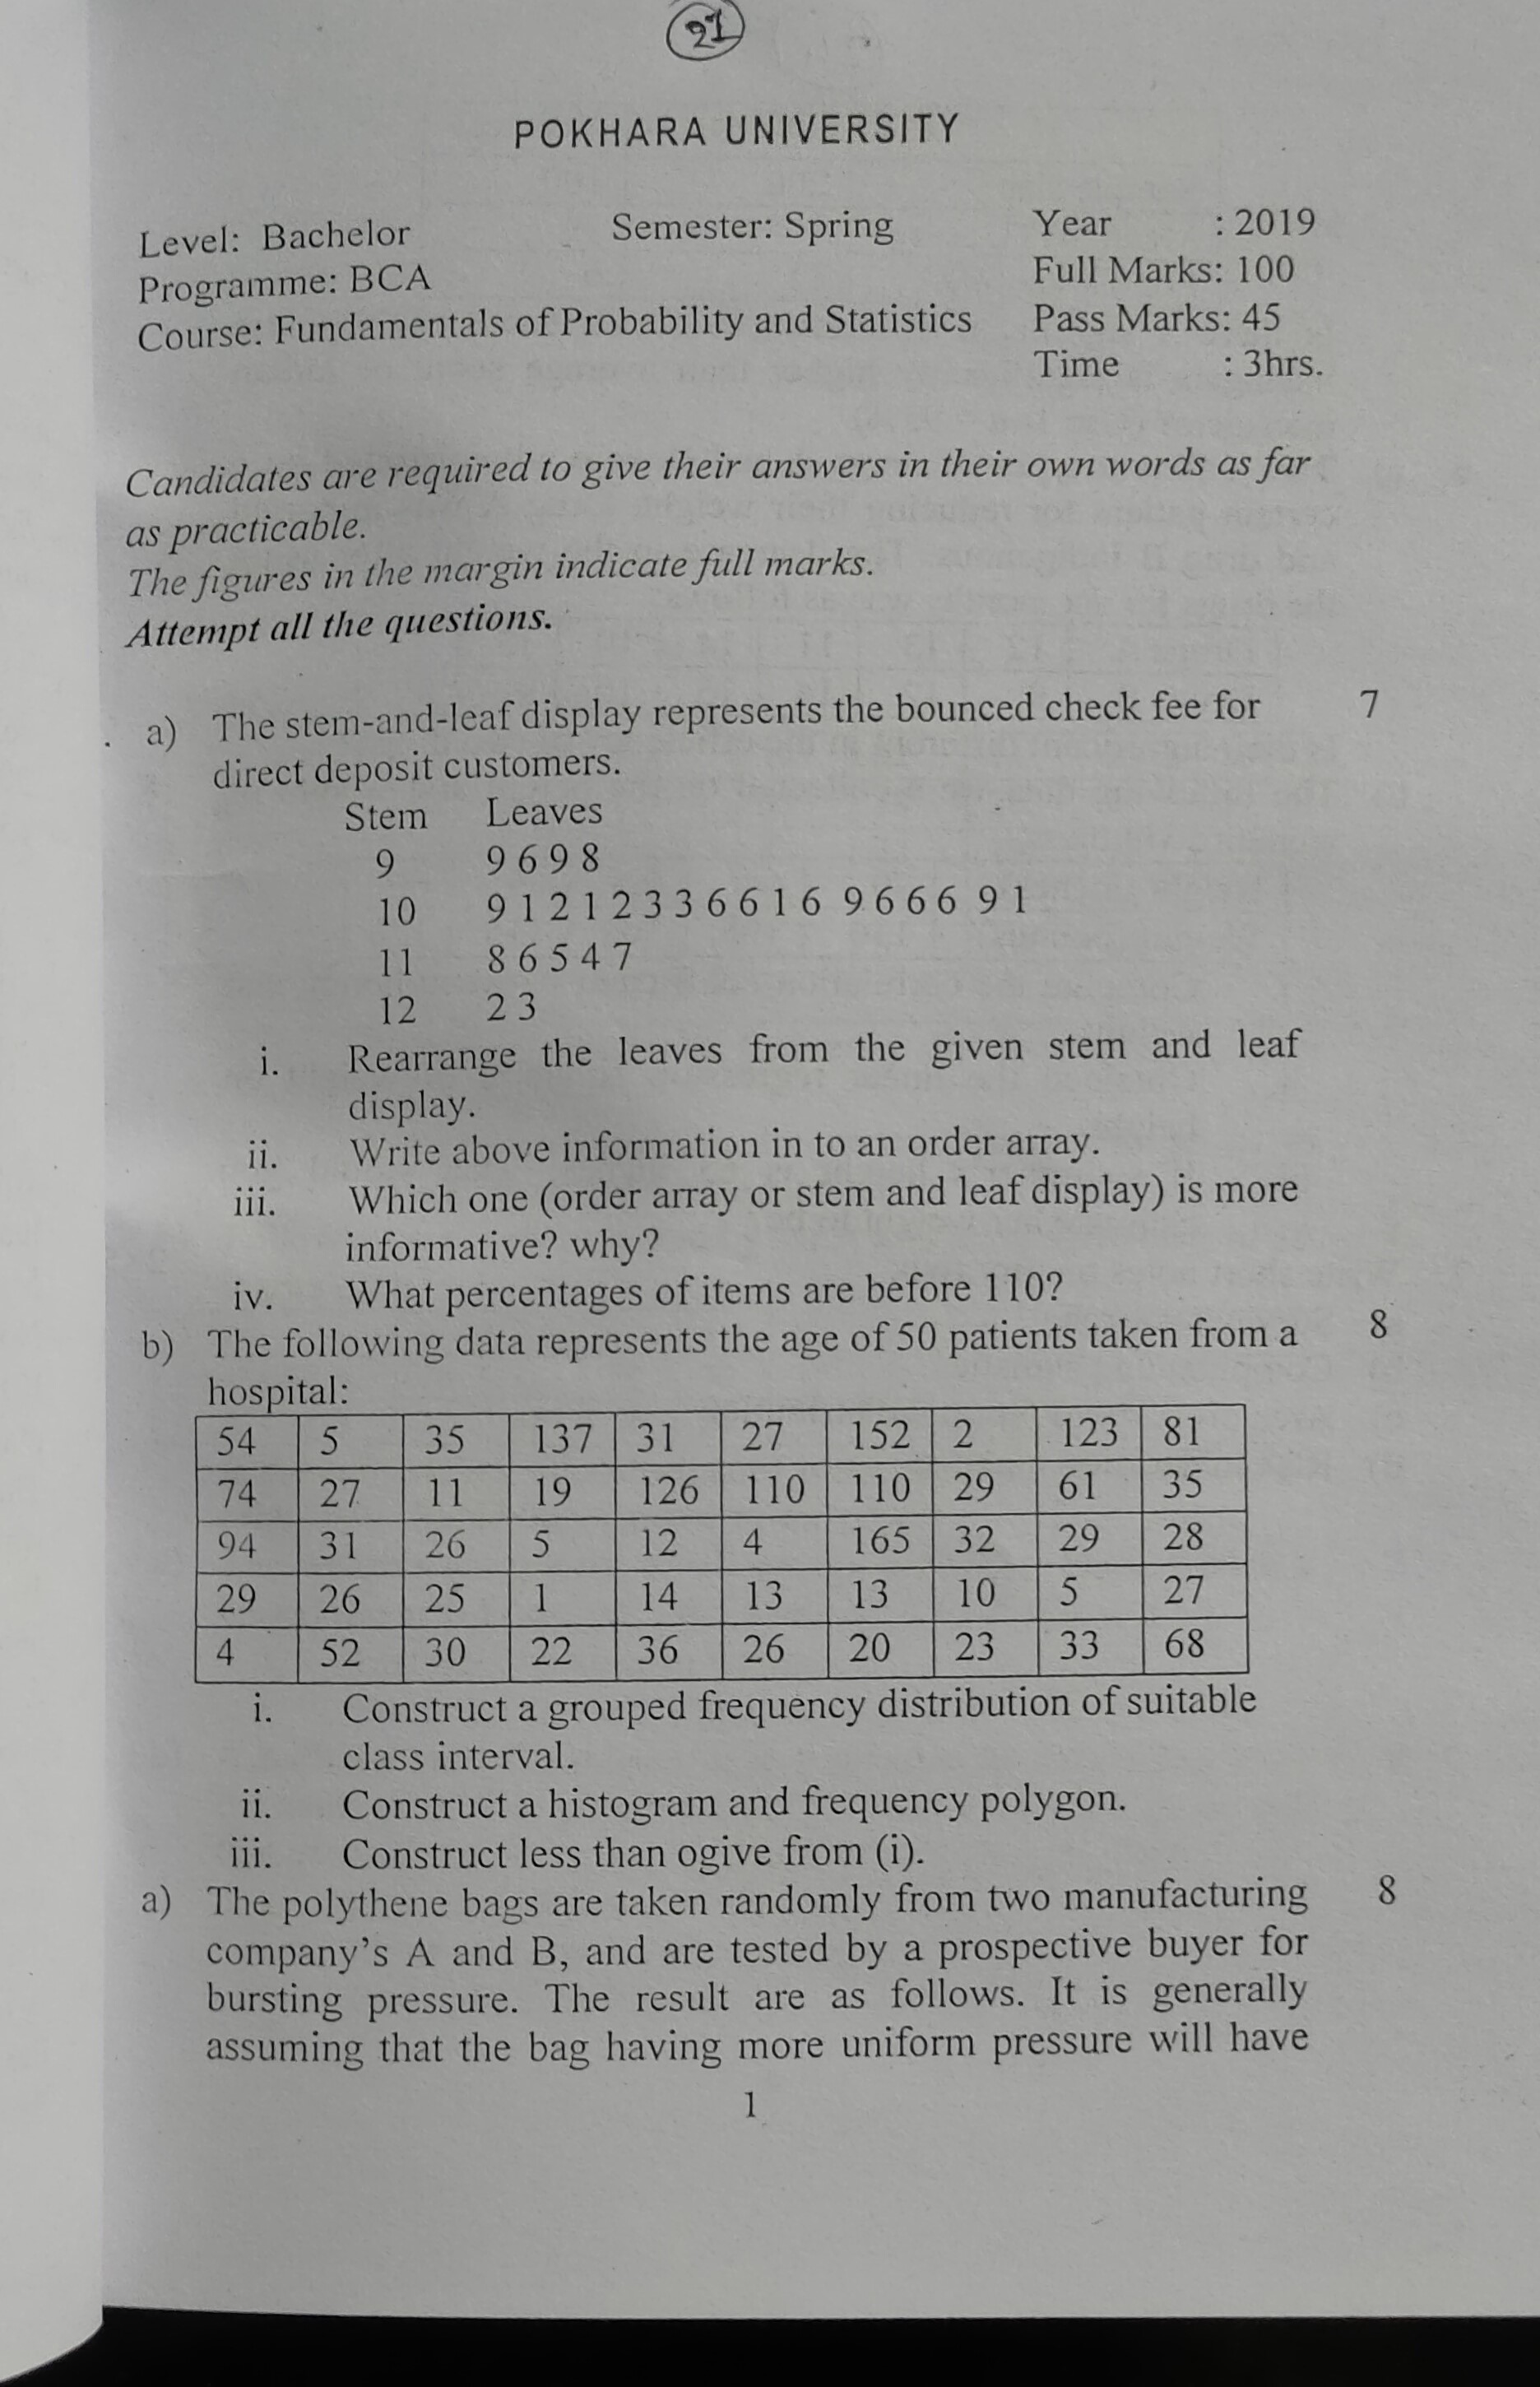 21
POKHARA UNIVERSITY
Level: Bachelor Semester: Spring Year : 2019
Programme: BCA Full Marks: 100
Course: Fundamentals of Probability and Statistics Pass Marks: 45
Time : 3hrs.
Candidates are required to give their answers in their own words as far
as practicable.
The figures in the margin indicate full marks.
Attempt all the questions.
. a) The stem-and-leaf display represents the bounced check fee for 7
direct deposit customers.
Stem Leaves
9 9 6 9 8
10 9 1 2 1 2 3 3 6 6 1 6 9 6 6 6 9 1
11 8 6 5 4 7
12 2 3
i. Rearrange the leaves from the given stem and leaf
display.
ii. Write above information in to an order array.
iii. Which one (order array or stem and leaf display) is more
informative? why?
iv. What percentages of items are before 110?
b) The following data represents the age of 50 patients taken from a 8
hospital:
54 5 35 137 31 27 152 2 123 81
74 27 11 19 126 110 110 29 61 35
94 31 26 5 12 4 165 32 29 28
29 26 25 1 14 13 13 10 5 27
4 52 30 22 36 26 20 23 33 68
i. Construct a grouped frequency distribution of suitable
class interval.
ii. Construct a histogram and frequency polygon.
iii. Construct less than ogive from (i).
a) The polythene bags are taken randomly from two manufacturing 8
company's A and B, and are tested by a prospective buyer for
bursting pressure. The result are as follows. It is generally
assuming that the bag having more uniform pressure will have
1